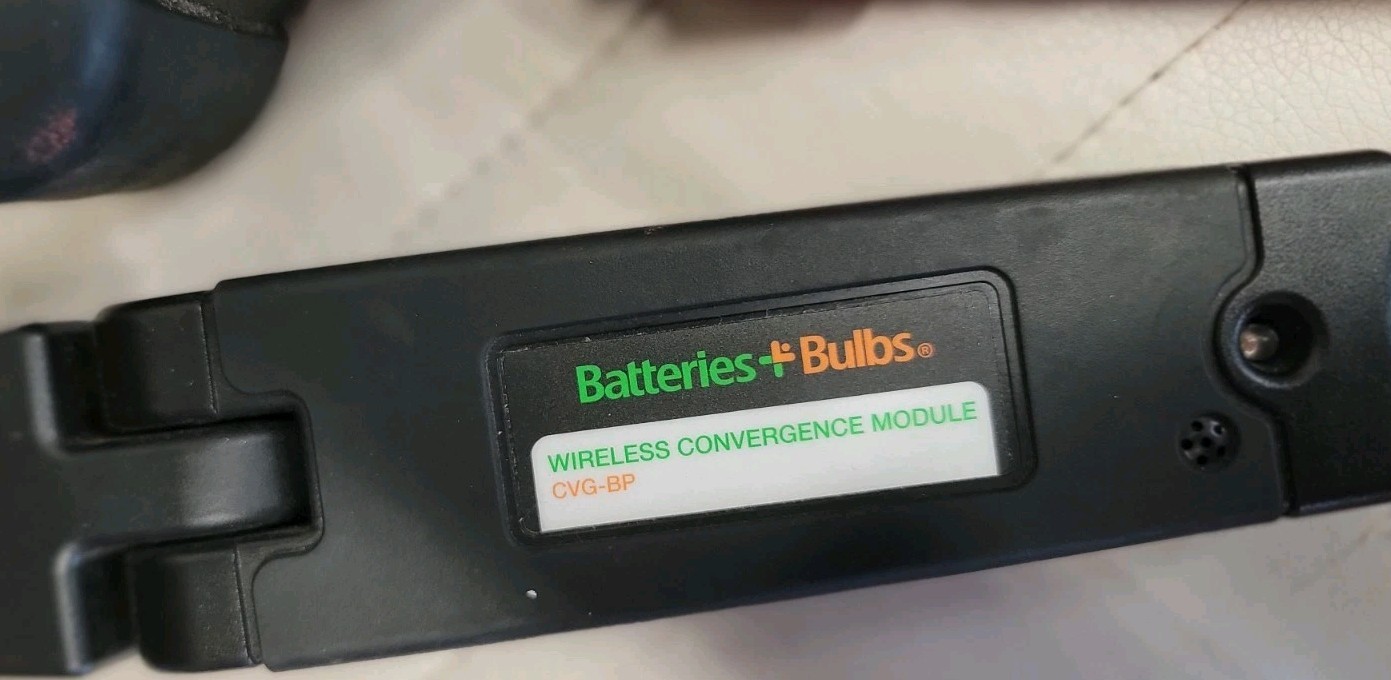 Batteries+Bulbs®
WIRELESS CONVERGENCE MODULE
CVG-BP